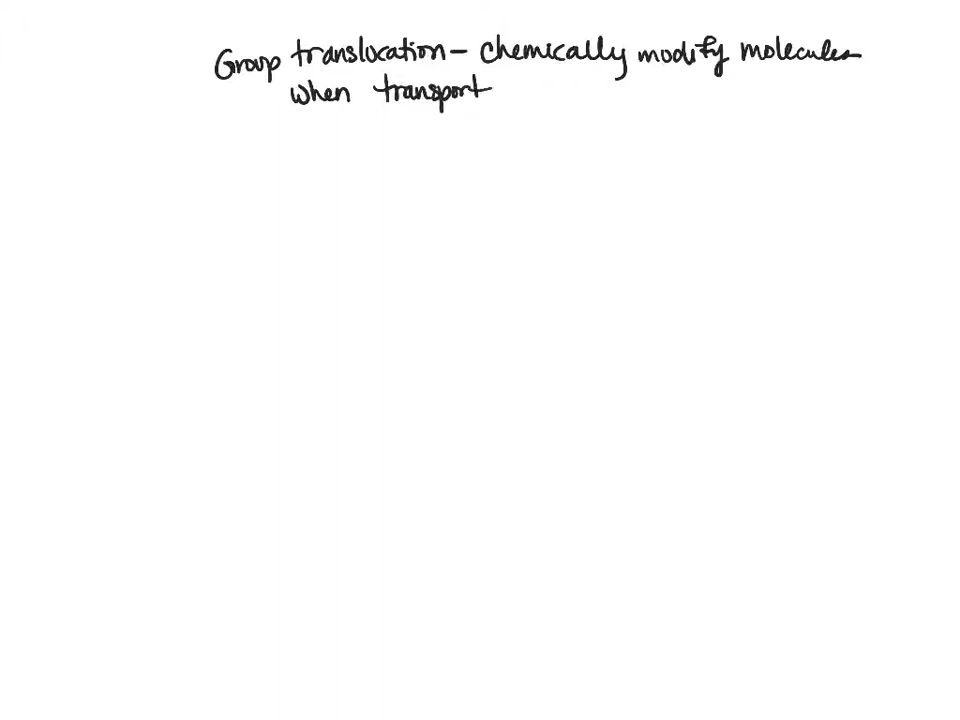 Group translocation – chemically modify molecules
when transport